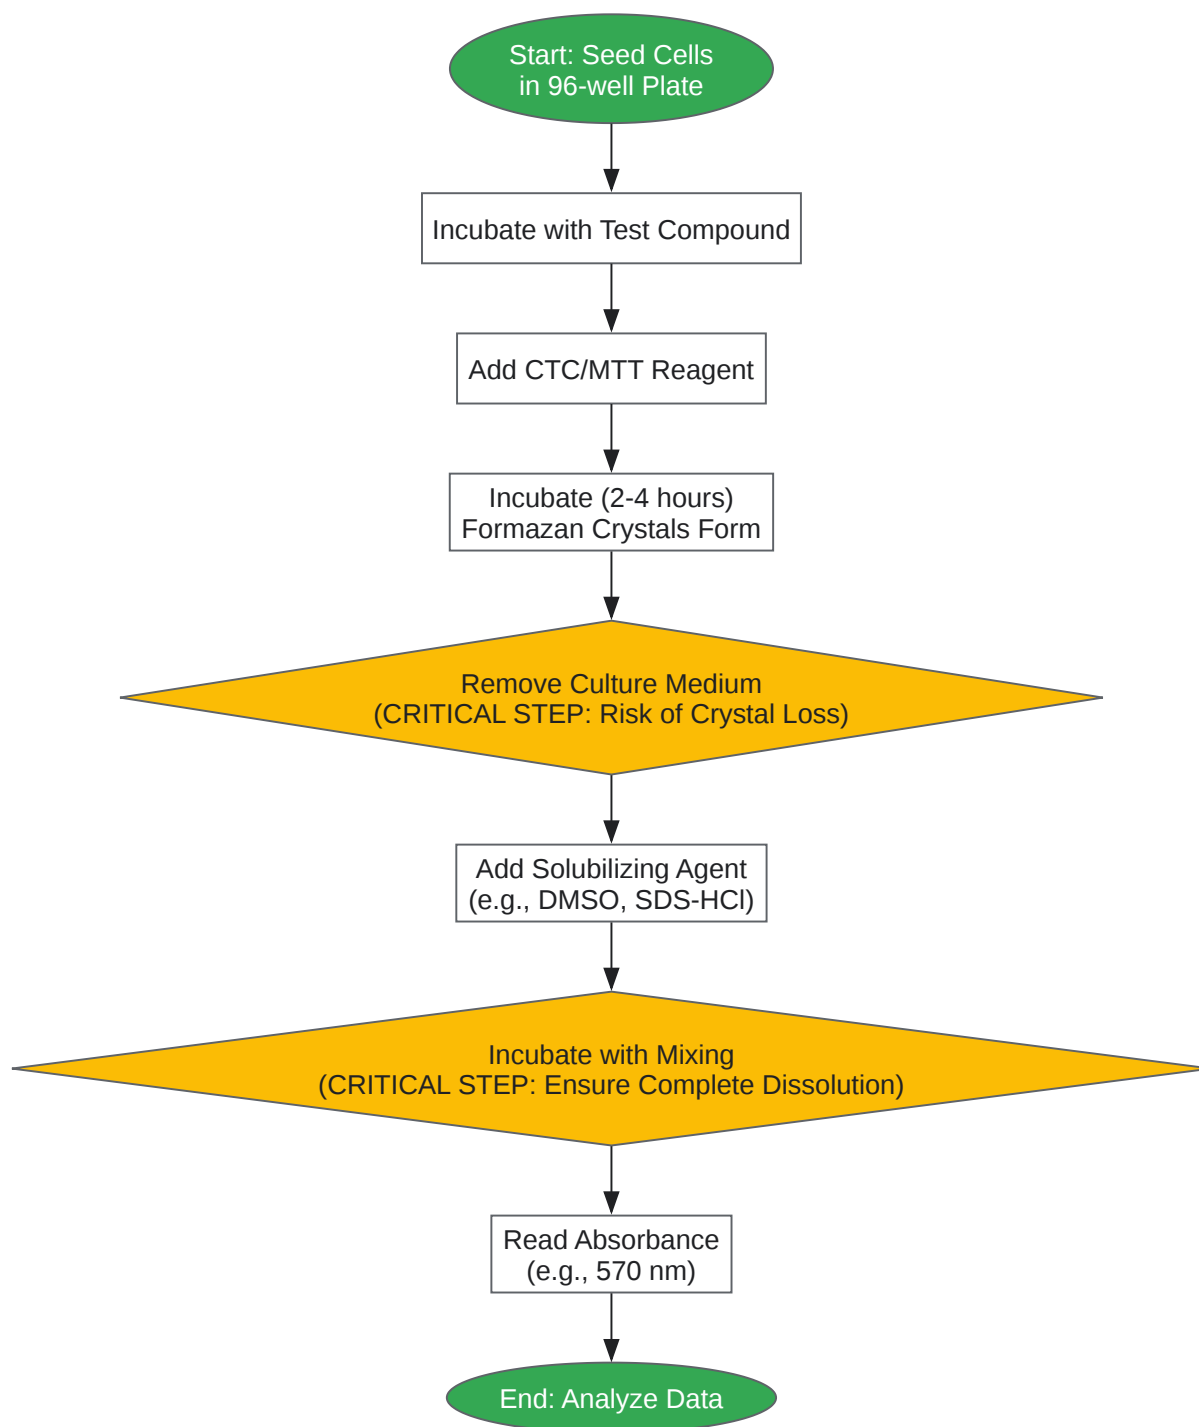 Start: Seed Cells
in 96-well Plate
Incubate with Test Compound
Add CTC/MTT Reagent
Incubate (2-4 hours)
Formazan Crystals Form
Remove Culture Medium
(CRITICAL STEP: Risk of Crystal Loss)
Add Solubilizing Agent
(e.g., DMSO, SDS-HCl)
Incubate with Mixing
(CRITICAL STEP: Ensure Complete Dissolution)
Read Absorbance
(e.g., 570 nm)
End: Analyze Data